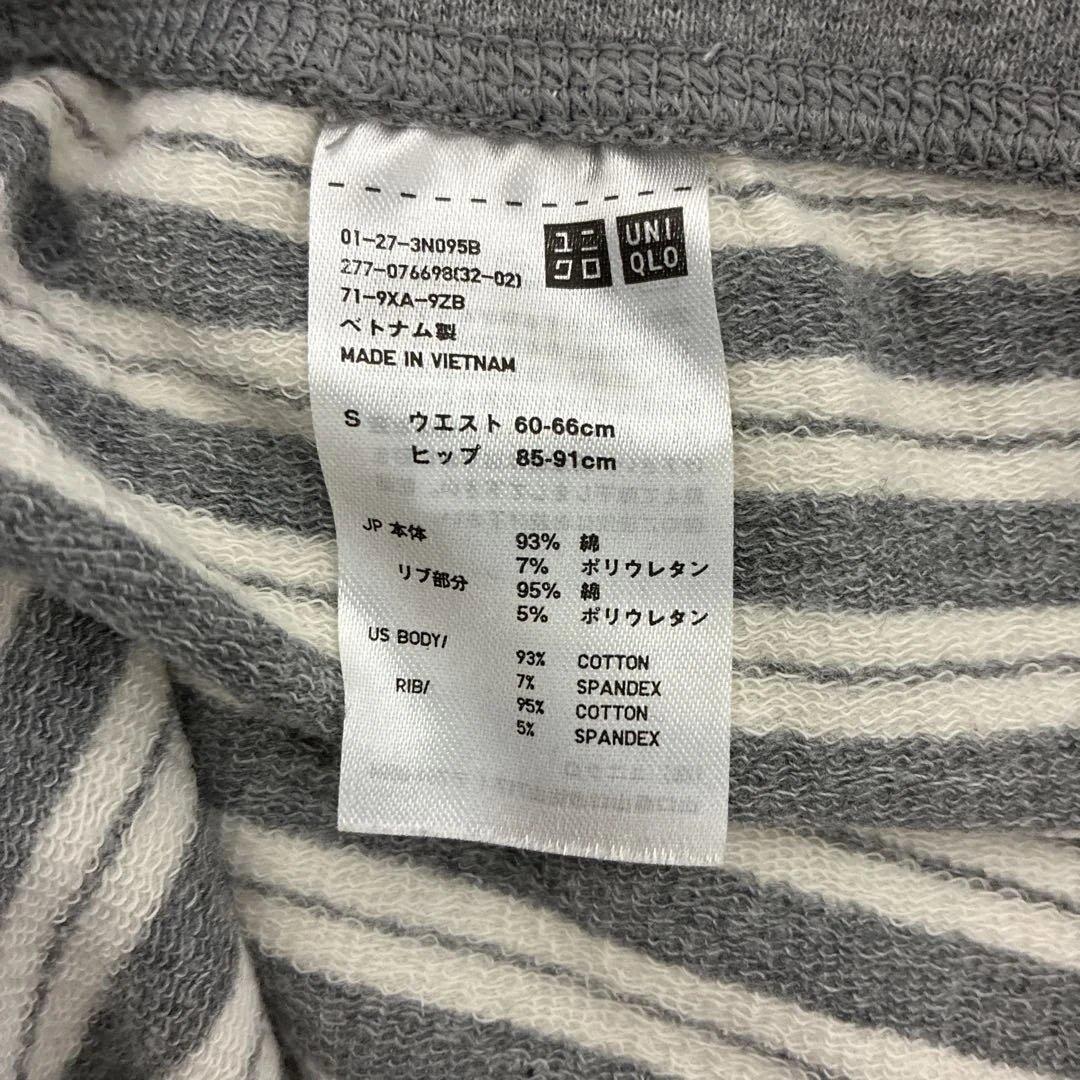 01-27-3N095B
277-076698(32-02)
71-9XA-9ZB
ベトナム製
MADE IN VIETNAM
ユニ
クロ
UNI
QLO
S ウエスト 60-66cm
ヒップ 85-91cm
JP 本体 93% 綿
7% ポリウレタン
リブ部分 95% 綿
5% ポリウレタン
US BODY/ 93% COTTON
7% SPANDEX
RIB/ 95% COTTON
5% SPANDEX